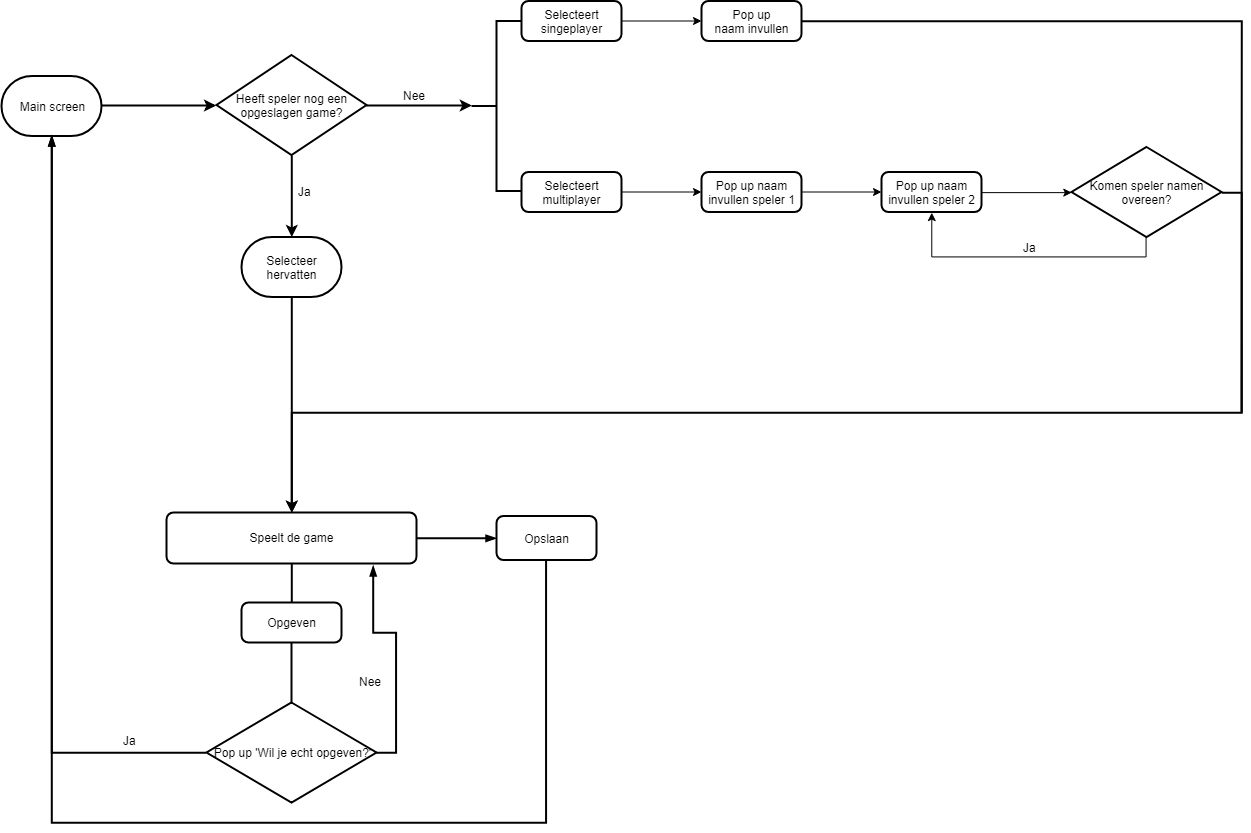 Selecteert
singeplayer
Pop up
naam invullen
Main screen
Heeft speler nog een
opgeslagen game?
Nee
Ja
Selecteert
multiplayer
Pop up naam
invullen speler 1
Pop up naam
invullen speler 2
Komen speler namen
overeen?
Ja
Selecteer
hervatten
Speelt de game
Opslaan
Opgeven
Nee
Ja
Pop up 'Wil je echt opgeven?'